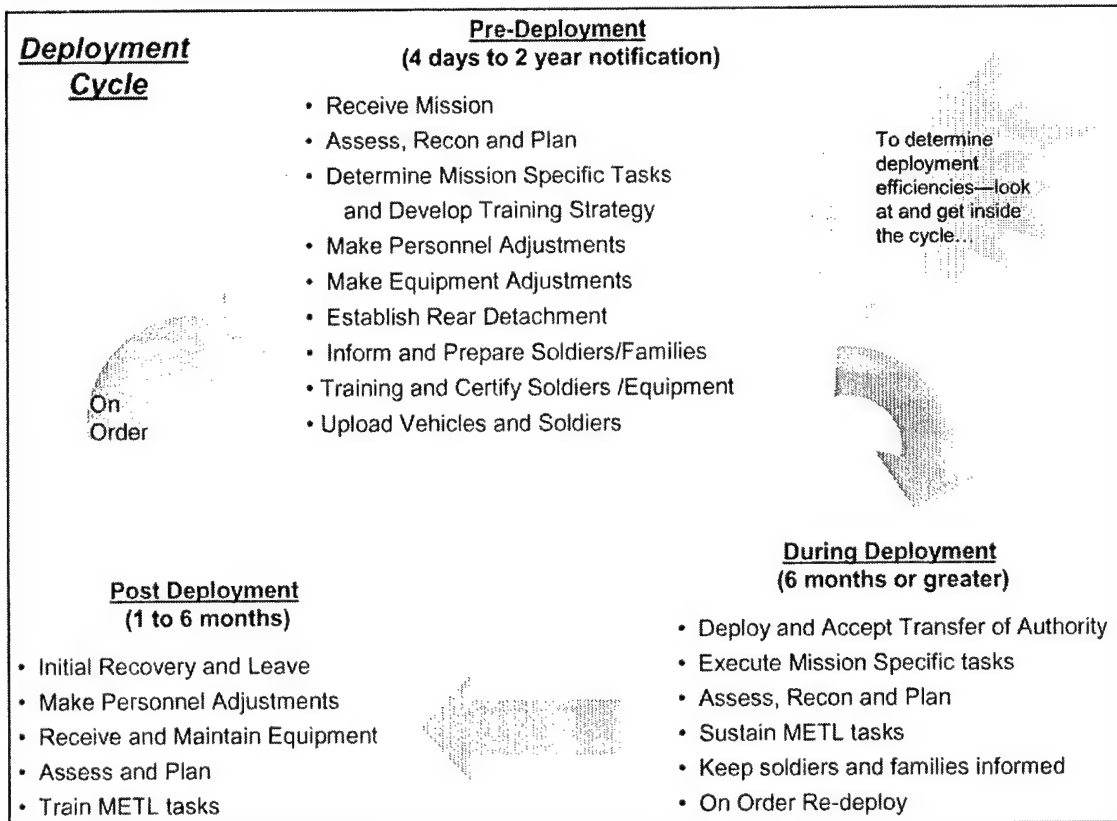 Deployment
Cycle
Pre-Deployment
(4 days to 2 year notification)
• Receive Mission
• Assess, Recon and Plan
• Determine Mission Specific Tasks
and Develop Training Strategy
• Make Personnel Adjustments
• Make Equipment Adjustments
• Establish Rear Detachment
• Inform and Prepare Soldiers/Families
• Training and Certify Soldiers /Equipment
• Upload Vehicles and Soldiers
To determine
deployment
efficiencies—look
at and get inside
the cycle...
On
Order
During Deployment
(6 months or greater)
• Deploy and Accept Transfer of Authority
• Execute Mission Specific tasks
• Assess, Recon and Plan
• Sustain METL tasks
• Keep soldiers and families informed
• On Order Re-deploy
Post Deployment
(1 to 6 months)
• Initial Recovery and Leave
• Make Personnel Adjustments
• Receive and Maintain Equipment
• Assess and Plan
• Train METL tasks